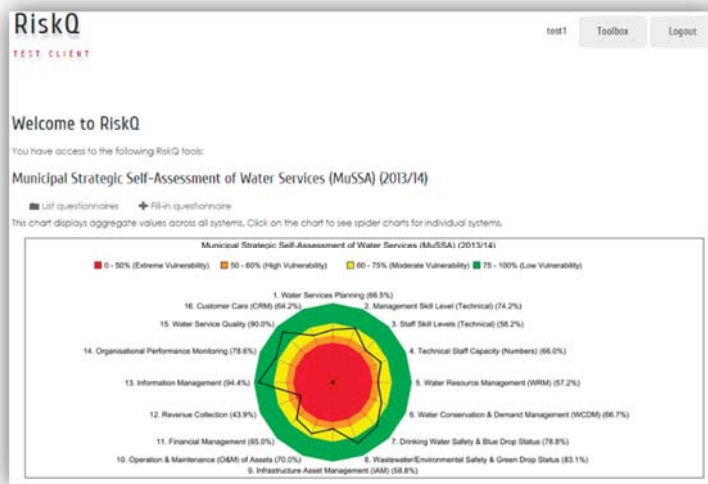 RiskQ
TEST CLIENT
test1 Toolbox Logout
Welcome to RiskQ
You have access to the following RiskQ tools:
Municipal Strategic Self-Assessment of Water Services (MuSSA) (2013/14)
List questionnaires Fill-in questionnaire
This chart displays aggregate values across all systems. Click on the chart to see spider charts for individual systems.
Municipal Strategic Self-Assessment of Water Services (MuSSA) (2013/14)
0 - 50% (Extreme Vulnerability) 50 - 60% (High Vulnerability) 60 - 75% (Moderate Vulnerability) 75 - 100% (Low Vulnerability)
1. Water Services Planning (66.5%)
16. Customer Care (CRM) (64.2%) 2. Management Skill Level (Technical) (74.2%)
15. Water Service Quality (90.0%) 3. Staff Skill Levels (Technical) (58.2%)
14. Organisational Performance Monitoring (78.6%) 4. Technical Staff Capacity (Numbers) (66.0%)
13. Information Management (94.4%) 5. Water Resource Management (WRM) (57.2%)
12. Revenue Collection (43.9%) 6. Water Conservation & Demand Management (WCDM) (66.7%)
11. Financial Management (65.0%) 7. Drinking Water Safety & Blue Drop Status (78.8%)
10. Operation & Maintenance (O&M) of Assets (70.0%) 8. Wastewater/Environmental Safety & Green Drop Status (83.1%)
9. Infrastructure Asset Management (IAM) (58.8%)